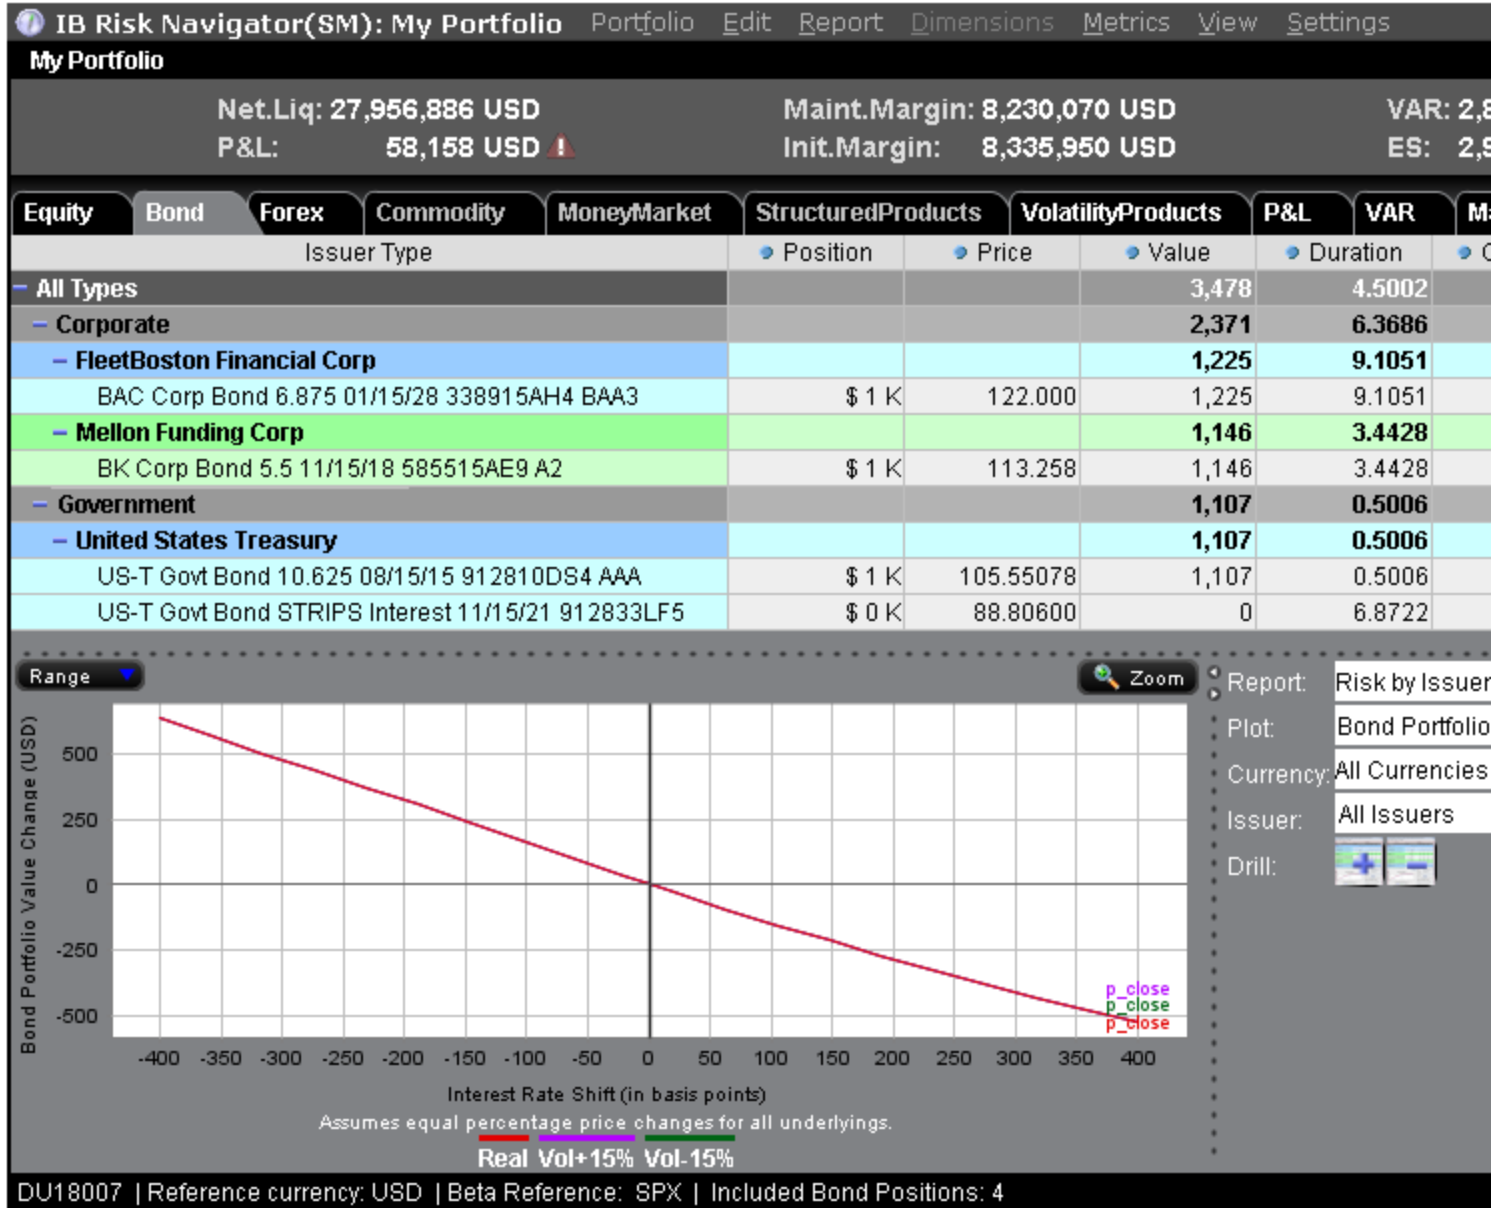 IB Risk Navigator(SM): My Portfolio Portfolio Edit Report Dimensions Metrics View Settings
My Portfolio
Net.Liq: 27,956,886 USD Maint.Margin: 8,230,070 USD VAR: 2,8
P&L: 58,158 USD Init.Margin: 8,335,950 USD ES: 2,9
Equity Bond Forex Commodity MoneyMarket StructuredProducts VolatilityProducts P&L VAR Ma
Issuer Type Position Price Value Duration C
All Types 3,478 4.5002
Corporate 2,371 6.3686
FleetBoston Financial Corp 1,225 9.1051
BAC Corp Bond 6.875 01/15/28 338915AH4 BAA3 $ 1 K 122.000 1,225 9.1051
Mellon Funding Corp 1,146 3.4428
BK Corp Bond 5.5 11/15/18 585515AE9 A2 $ 1 K 113.258 1,146 3.4428
Government 1,107 0.5006
United States Treasury 1,107 0.5006
US-T Govt Bond 10.625 08/15/15 912810DS4 AAA $ 1 K 105.55078 1,107 0.5006
US-T Govt Bond STRIPS Interest 11/15/21 912833LF5 $ 0 K 88.80600 0 6.8722
Range Zoom
Report: Risk by Issuer
Plot: Bond Portfolio
Currency: All Currencies
Issuer: All Issuers
Drill:
Bond Portfolio Value Change (USD)
500
250
0
-250
-500
p_close
p_close
p_close
-400 -350 -300 -250 -200 -150 -100 -50 0 50 100 150 200 250 300 350 400
Interest Rate Shift (in basis points)
Assumes equal percentage price changes for all underlyings.
Real Vol+15% Vol-15%
DU18007 | Reference currency: USD | Beta Reference: SPX | Included Bond Positions: 4